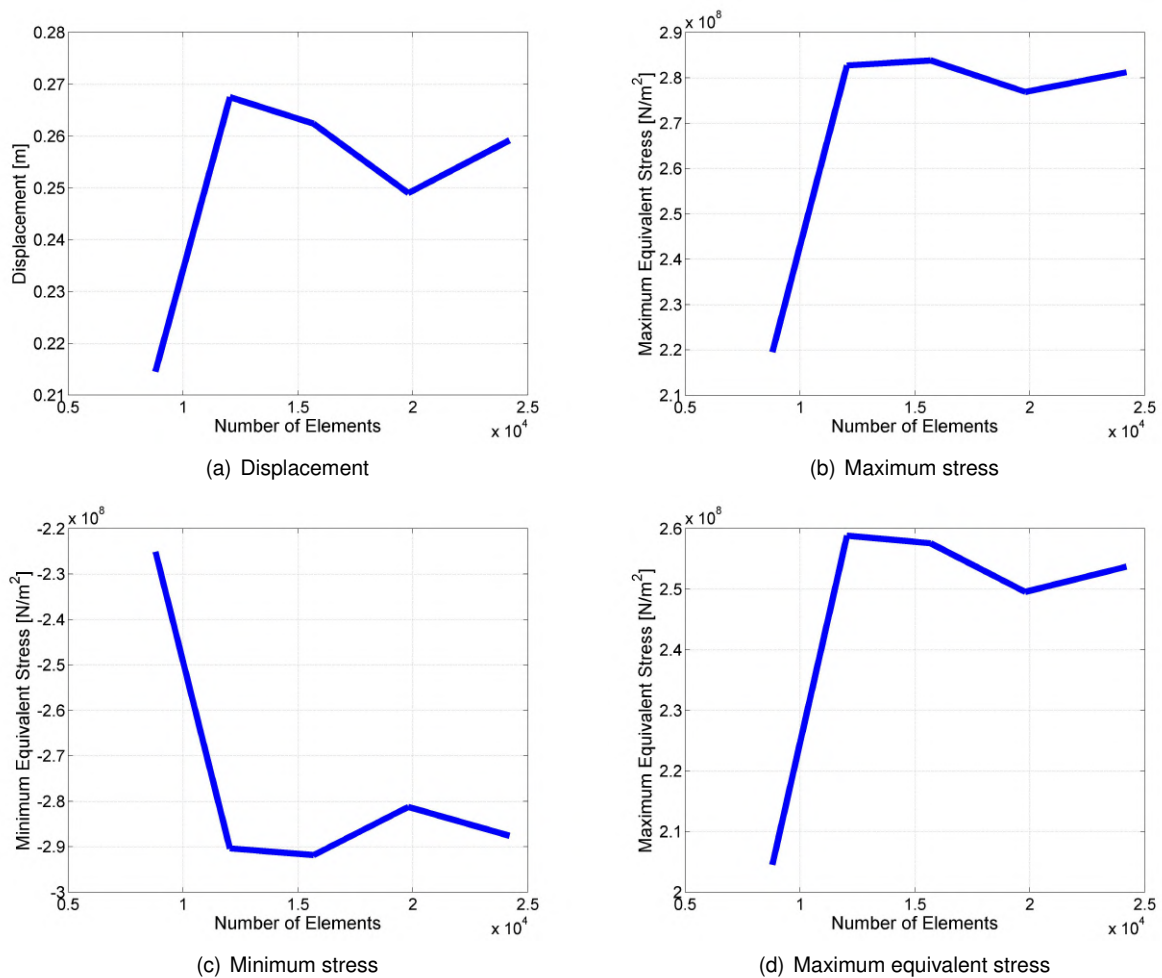 0.28
0.27
0.26
0.25
0.24
0.23
0.22
0.21
0.5
1
1.5
2
2.5
x 10^4
Displacement [m]
Number of Elements
(a) Displacement
x 10^8
2.9
2.8
2.7
2.6
2.5
2.4
2.3
2.2
2.1
0.5
1
1.5
2
2.5
x 10^4
Maximum Equivalent Stress [N/m^2]
Number of Elements
(b) Maximum stress
x 10^8
-2.2
-2.3
-2.4
-2.5
-2.6
-2.7
-2.8
-2.9
-3
0.5
1
1.5
2
2.5
x 10^4
Minimum Equivalent Stress [N/m^2]
Number of Elements
(c) Minimum stress
x 10^8
2.6
2.5
2.4
2.3
2.2
2.1
2
0.5
1
1.5
2
2.5
x 10^4
Maximum Equivalent Stress [N/m^2]
Number of Elements
(d) Maximum equivalent stress